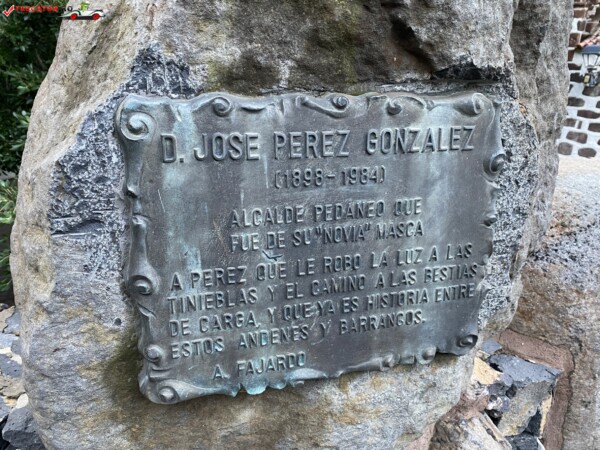 D. JOSE PEREZ GONZALEZ
(1898-1984)
ALCALDE PEDANEO QUE
FUE DE SU "NOVIA" MASCA
A PEREZ QUE LE ROBO LA LUZ A LAS
TINIEBLAS Y EL CAMINO A LAS BESTIAS
DE CARGA, Y QUE YA ES HISTORIA ENTRE
ESTOS ANDENES Y BARRANCOS.
A. FAJARDO